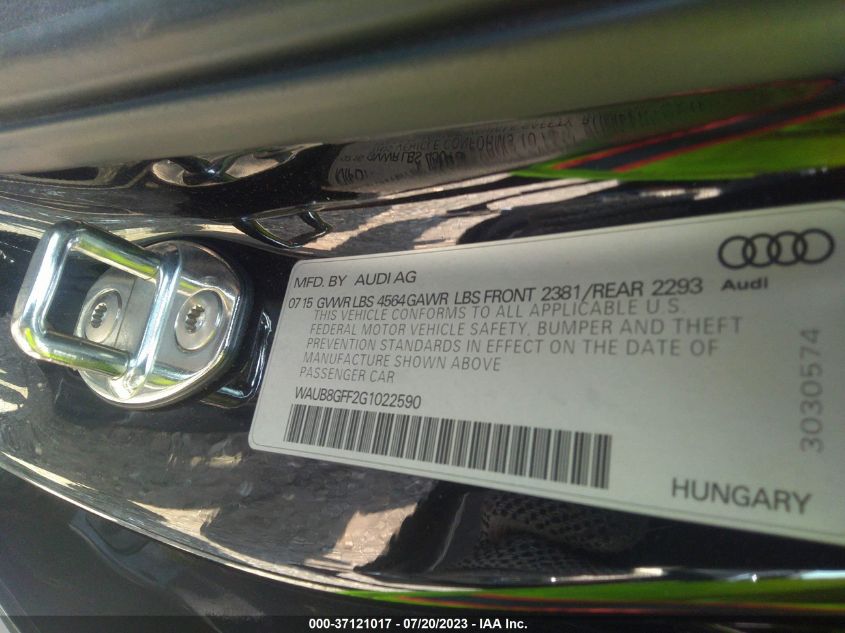 MFD. BY AUDI AG
07 15 GVWR LBS 4564 GAWR LBS FRONT 2381/REAR 2293
THIS VEHICLE CONFORMS TO ALL APPLICABLE U.S.
FEDERAL MOTOR VEHICLE SAFETY, BUMPER AND THEFT
PREVENTION STANDARDS IN EFFECT ON THE DATE OF
MANUFACTURE SHOWN ABOVE
PASSENGER CAR
WAUB8GFF2G1022590
Audi
3030574
HUNGARY
000-37121017 / 07/20/2023 - IAA Inc.